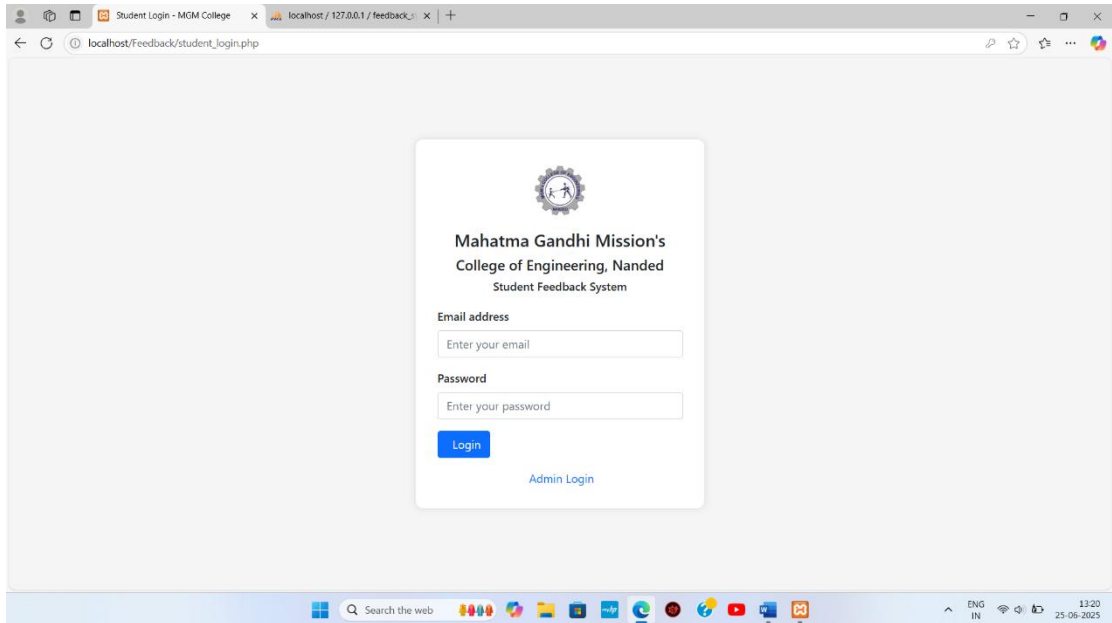 Student Login - MGM College
localhost / 127.0.0.1 / feedback_s
localhost/Feedback/student_login.php
Mahatma Gandhi Mission's
College of Engineering, Nanded
Student Feedback System
Email address
Enter your email
Password
Enter your password
Login
Admin Login
Search the web
ENG
IN
13:20
25-06-2025